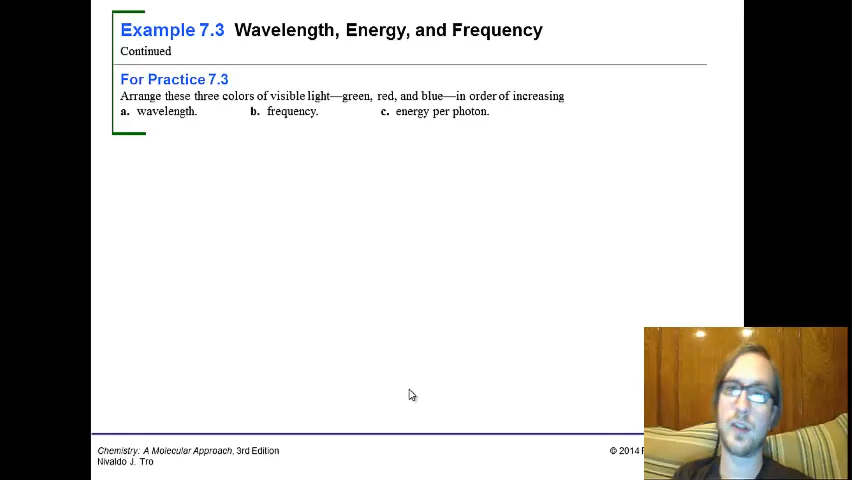 Example 7.3 Wavelength, Energy, and Frequency
Continued
For Practice 7.3
Arrange these three colors of visible light—green, red, and blue—in order of increasing
a. wavelength. b. frequency. c. energy per photon.
Chemistry: A Molecular Approach, 3rd Edition
Nivaldo J. Tro
© 2014